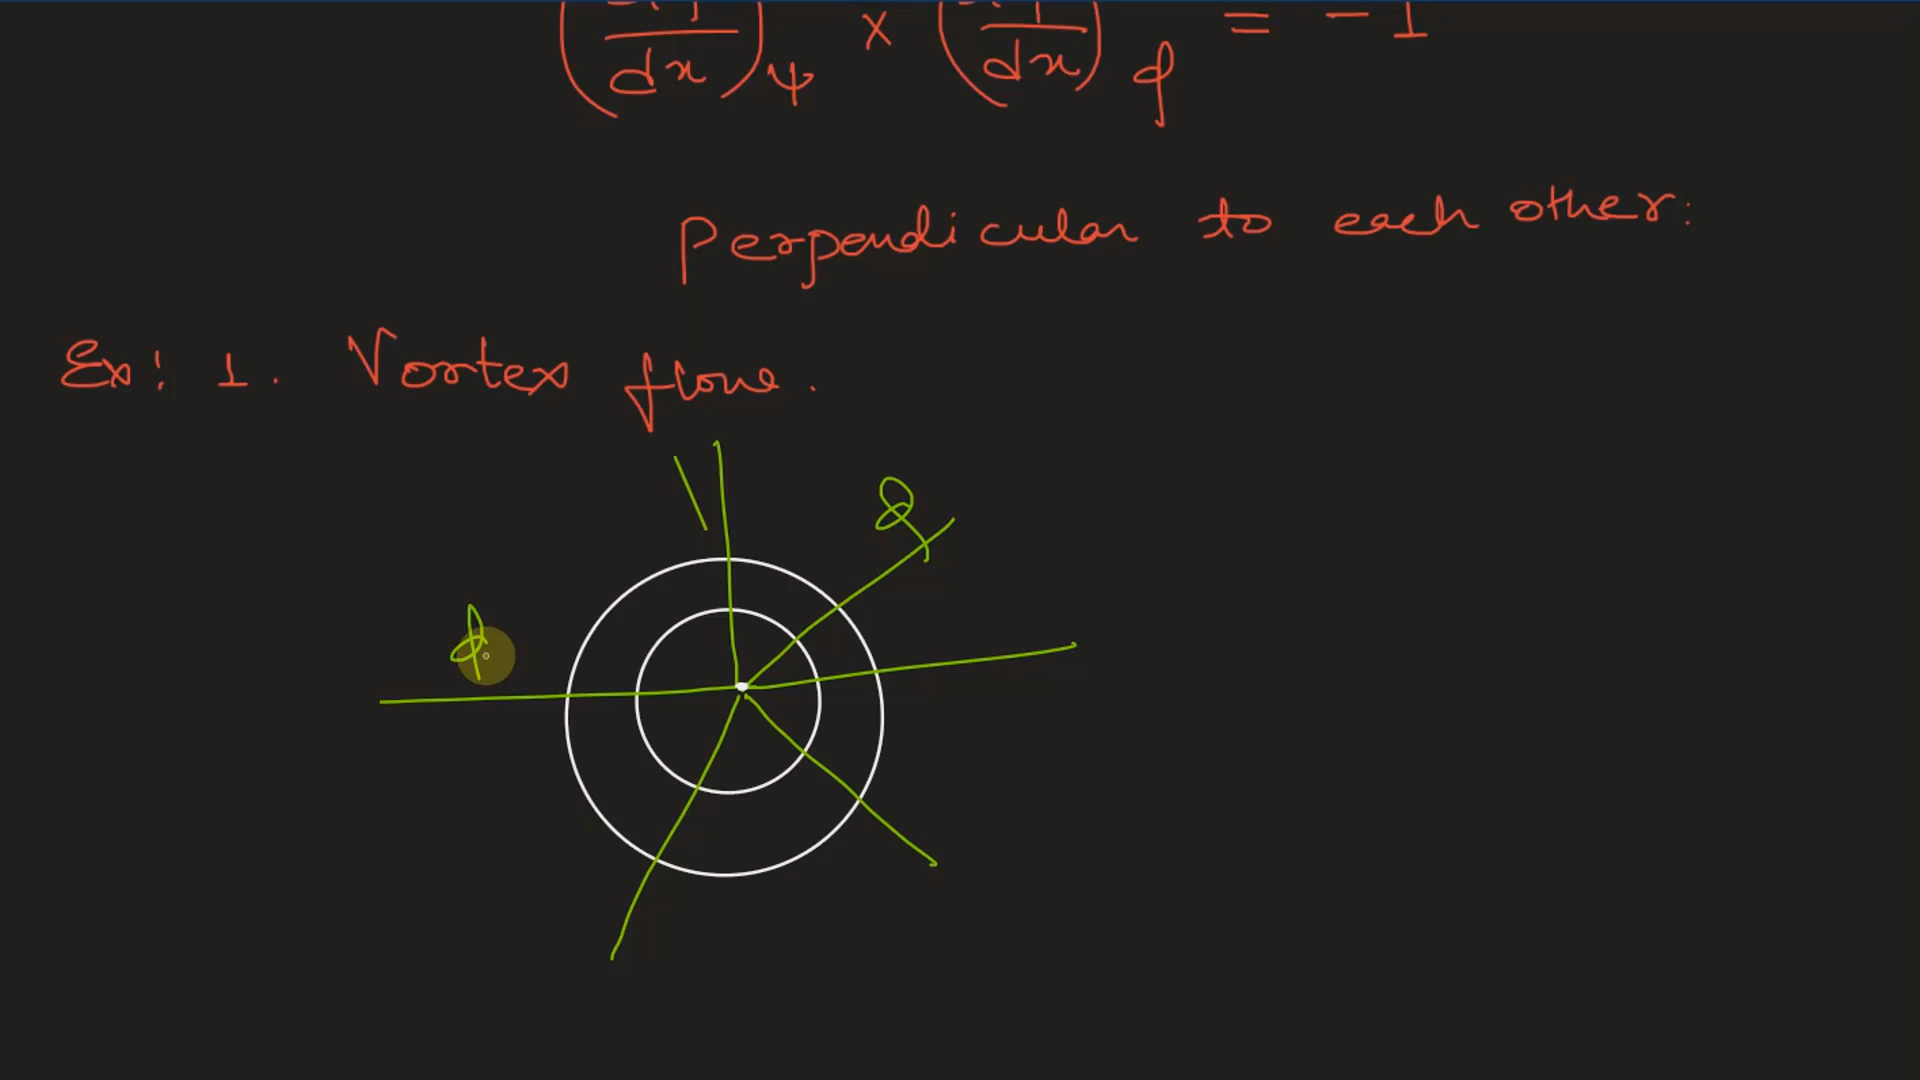 (dy/dx)ψ × (dy/dx)ϕ = -1
Perpendicular to each other:
Ex: 1. Vortex flow.
ϕ
ϕ